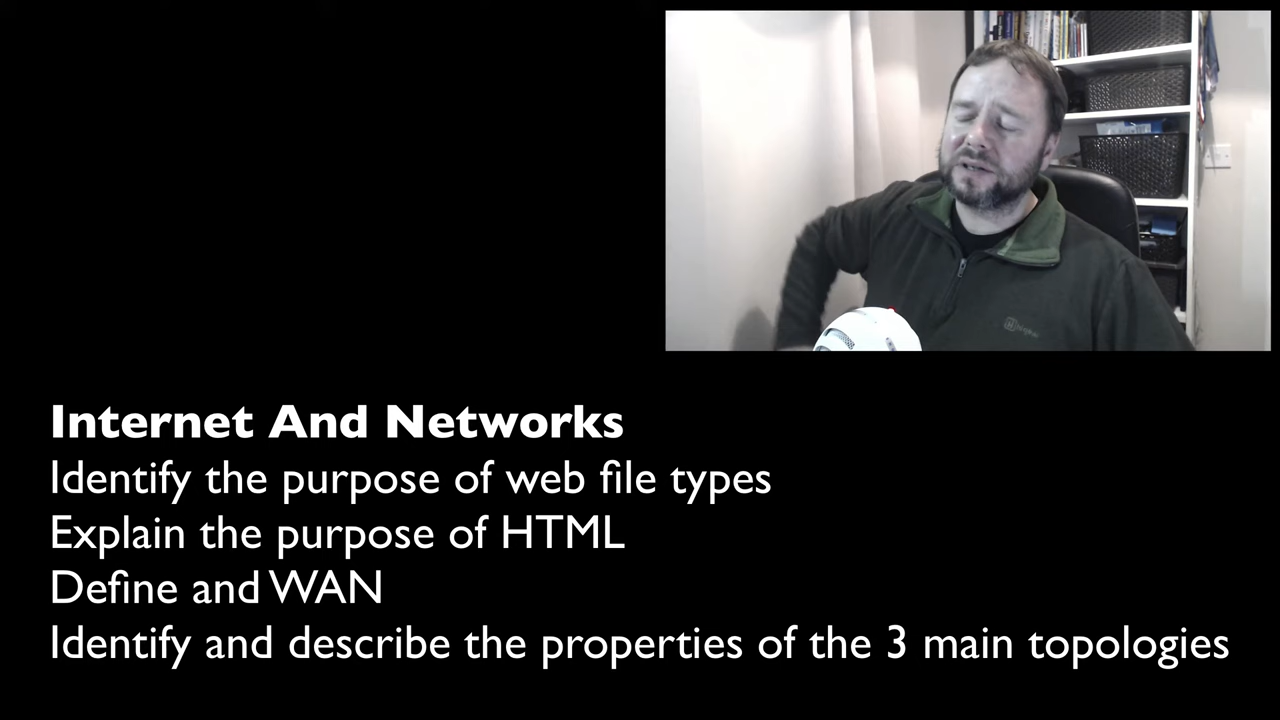 Internet And Networks
Identify the purpose of web file types
Explain the purpose of HTML
Define and WAN
Identify and describe the properties of the 3 main topologies